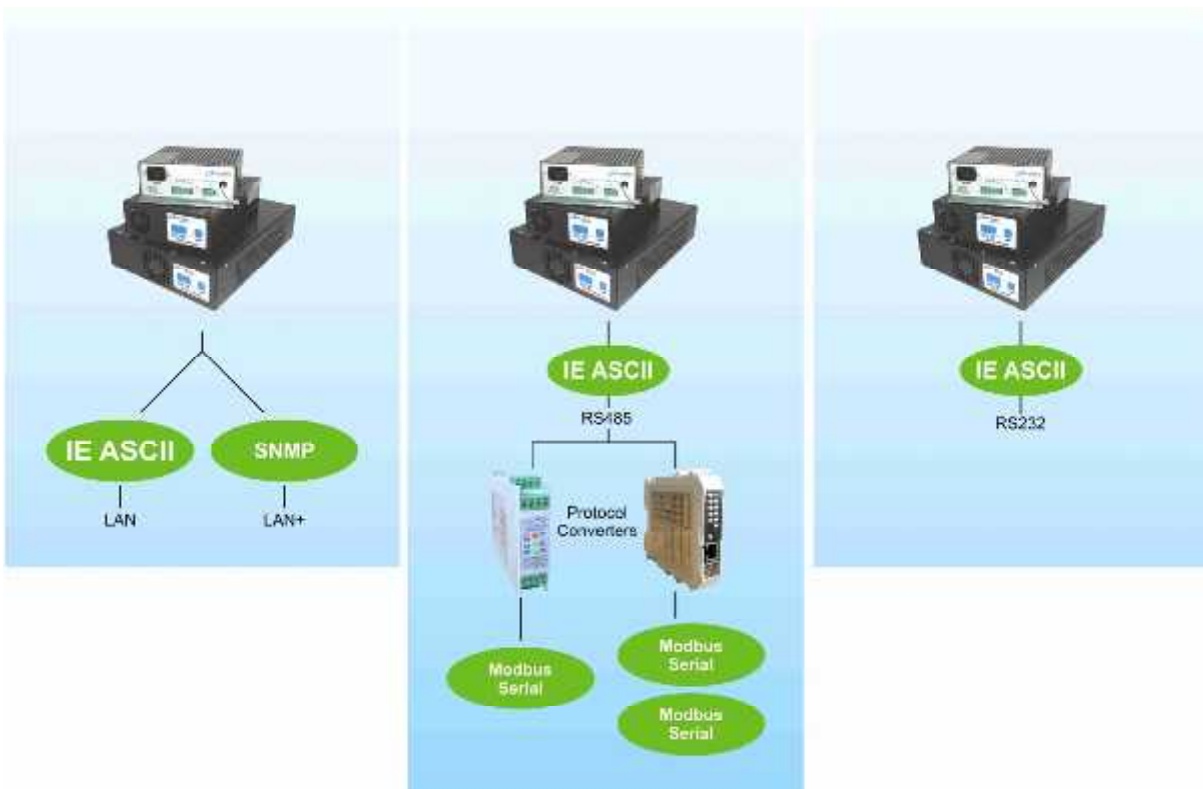 IE ASCII
SNMP
LAN
LAN+
IE ASCII
RS485
Protocol
Converters
Modbus
Serial
Modbus
Serial
Modbus
Serial
IE ASCII
RS232